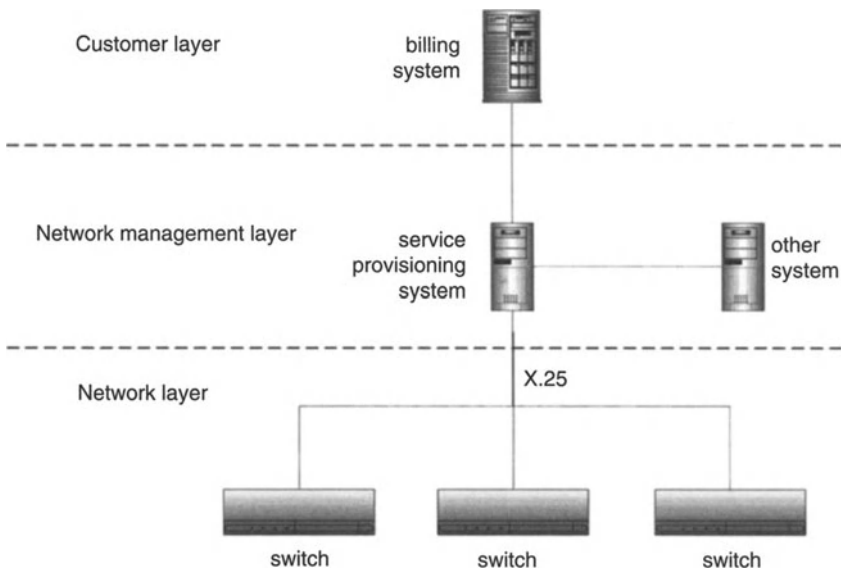 Customer layer
billing
system
Network management layer
service
provisioning
system
other
system
Network layer
X.25
switch
switch
switch